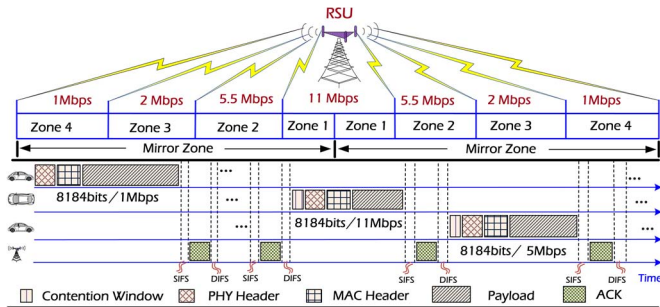 RSU
1Mbps 2 Mbps 5.5 Mbps 11 Mbps 5.5 Mbps 2 Mbps 1Mbps
Zone 4 Zone 3 Zone 2 Zone 1 Zone 1 Zone 2 Zone 3 Zone 4
Mirror Zone Mirror Zone
... ...
8184bits/1Mbps ...
8184bits/11Mbps
... ...
8184bits/ 5Mbps
SIFS DIFS SIFS DIFS SIFS DIFS SIFS DIFS Time
Contention Window PHY Header MAC Header Payload ACK